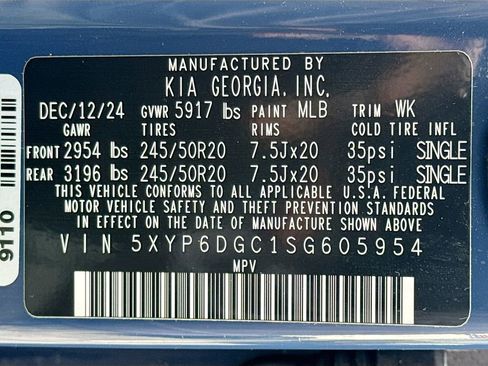 MANUFACTURED BY
KIA GEORGIA, INC.
DEC/12/24 GVWR 5917 lbs PAINT MLB TRIM WK
GAWR TIRES RIMS COLD TIRE INFL
FRONT 2954 lbs 245/50R20 7.5Jx20 35psi SINGLE
REAR 3196 lbs 245/50R20 7.5Jx20 35psi SINGLE
THIS VEHICLE CONFORMS TO ALL APPLICABLE U.S.A. FEDERAL
MOTOR VEHICLE SAFETY AND THEFT PREVENTION STANDARDS
IN EFFECT ON THE DATE OF MANUFACTURE SHOWN ABOVE.
VIN 5XYP6DGC1SG605954
MPV
9110